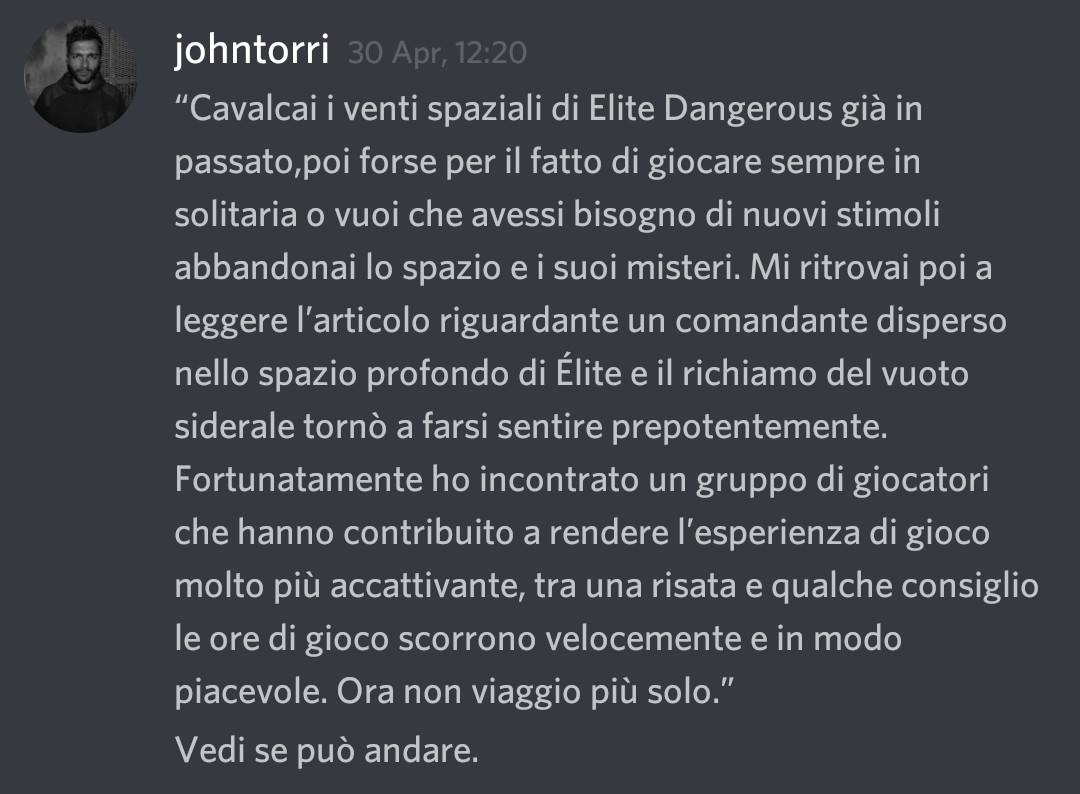 johntorri 30 Apr, 12:20
“Cavalcai i venti spaziali di Elite Dangerous già in
passato,poi forse per il fatto di giocare sempre in
solitaria o vuoi che avessi bisogno di nuovi stimoli
abbandonai lo spazio e i suoi misteri. Mi ritrovai poi a
leggere l’articolo riguardante un comandante disperso
nello spazio profondo di Élite e il richiamo del vuoto
siderale tornò a farsi sentire prepotentemente.
Fortunatamente ho incontrato un gruppo di giocatori
che hanno contribuito a rendere l’esperienza di gioco
molto più accattivante, tra una risata e qualche consiglio
le ore di gioco scorrono velocemente e in modo
piacevole. Ora non viaggio più solo.”
Vedi se può andare.